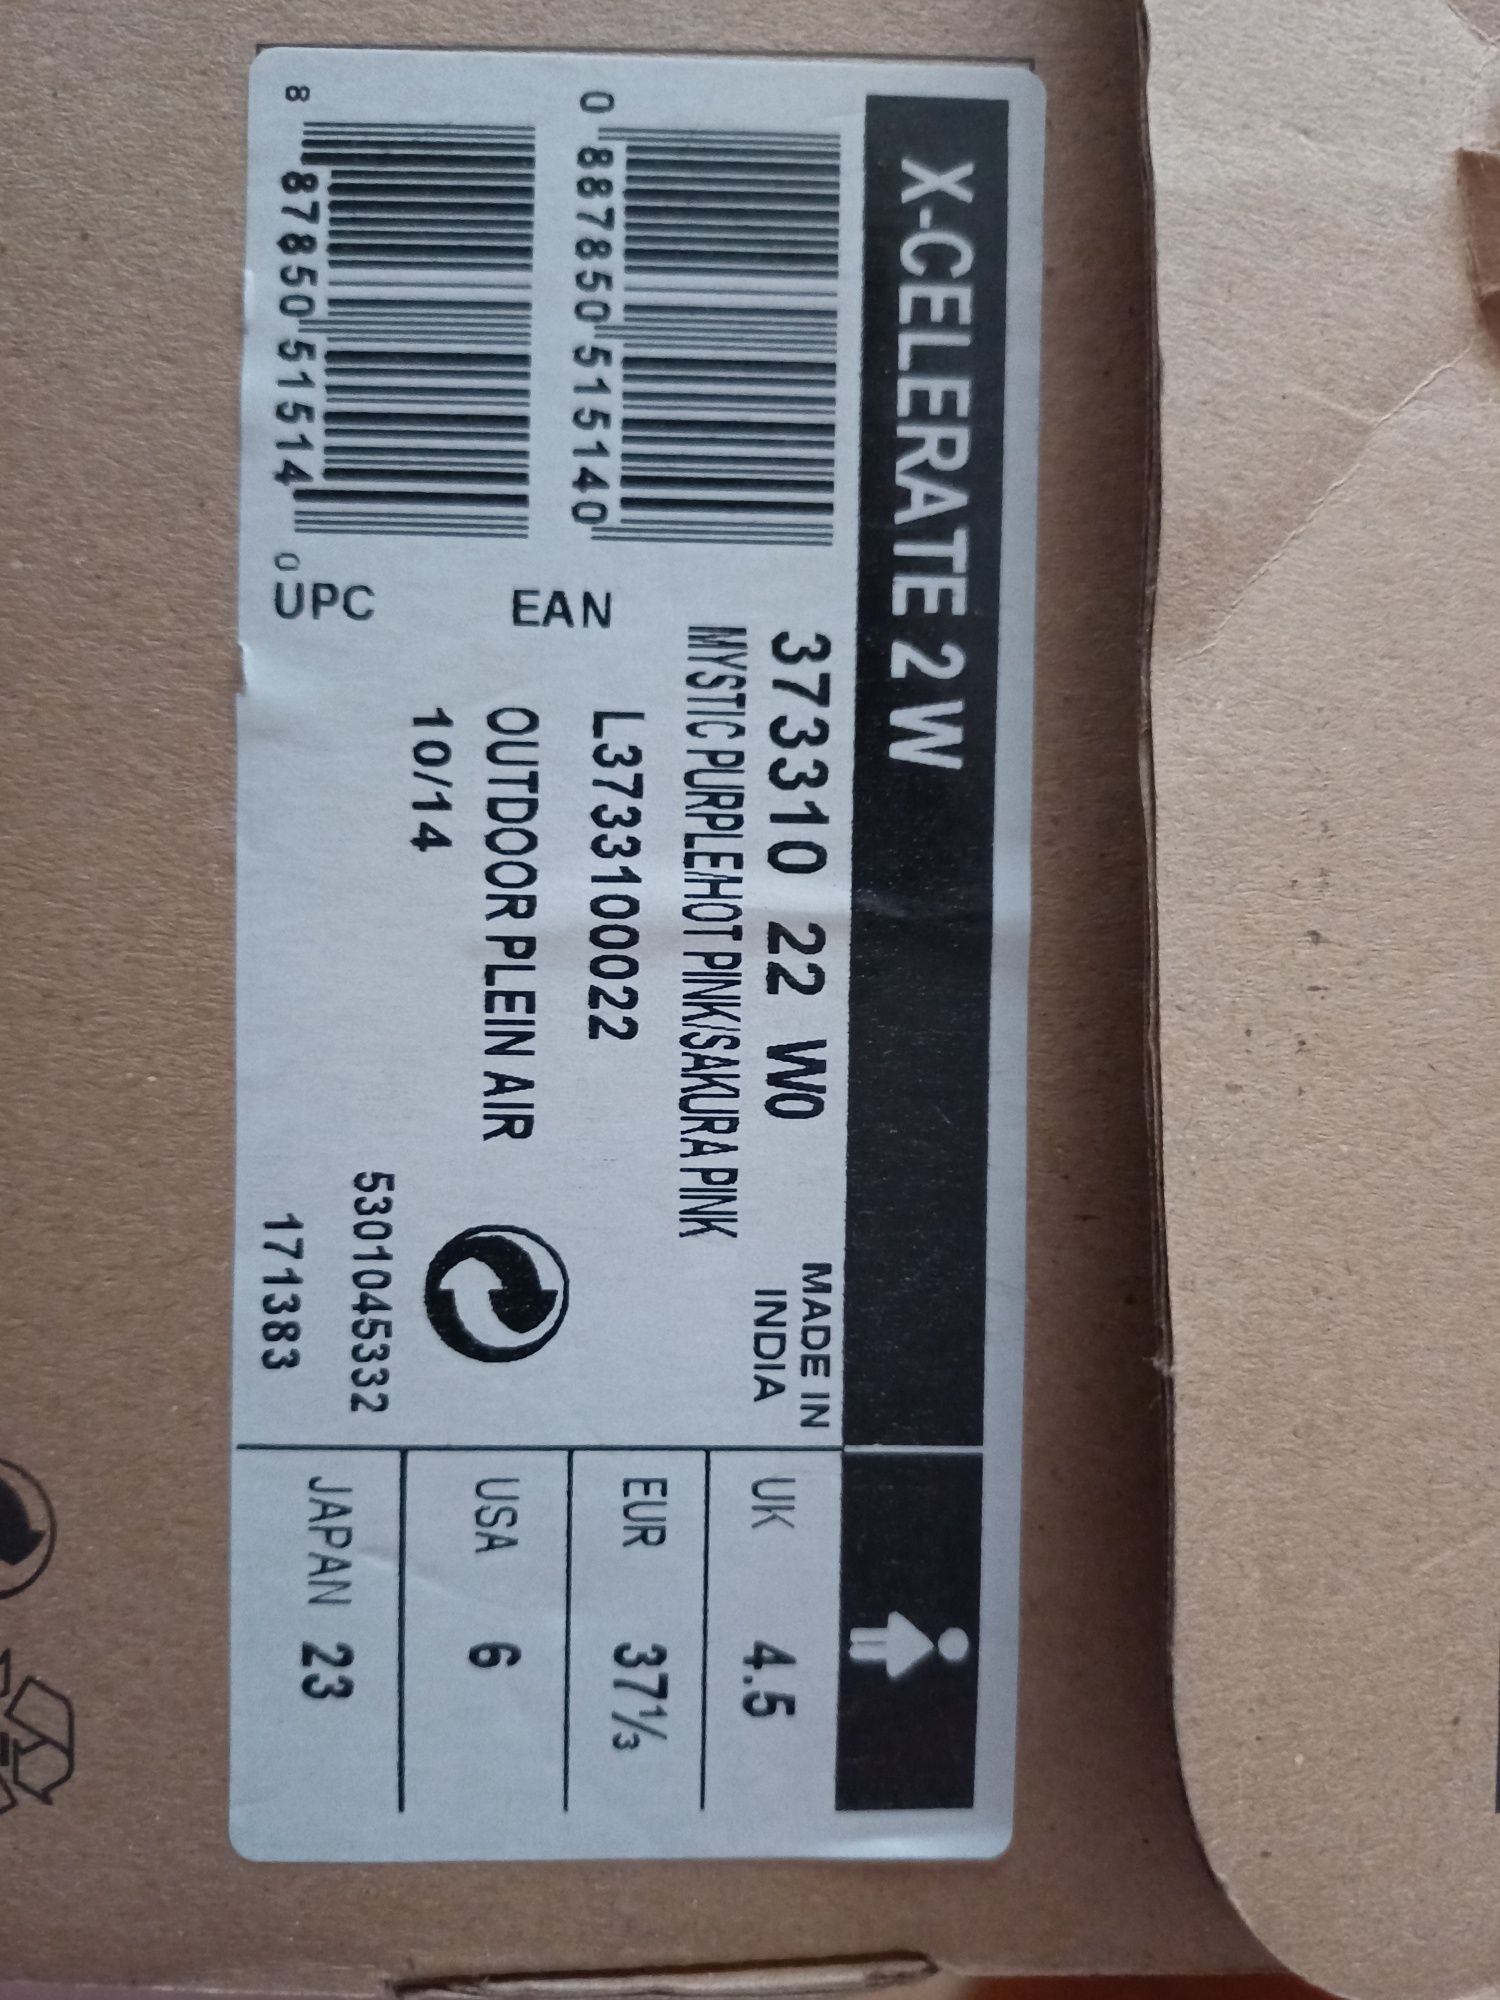 X-CELERATE 2 W
0 887850 515140
EAN
8 87850 51514 0
UPC
373310 22 W0
MYSTIC PURPLE/HOT PINK/SAKURA PINK
L37331000022
OUTDOOR PLEIN AIR
10/14
MADE IN
INDIA
5301045332
171383
UK 4.5
EUR 37⅓
USA 6
JAPAN 23